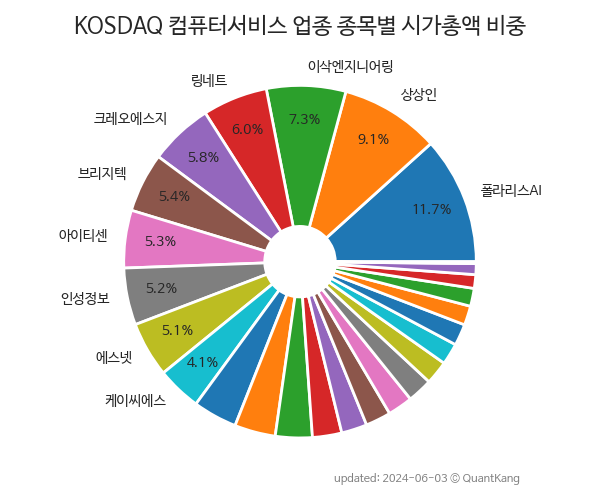 KOSDAQ 컴퓨터서비스 업종 종목별 시가총액 비중
이삭엔지니어링
링네트
상상인
크레오에스지
7.3%
6.0%
9.1%
5.8%
브리지텍
5.4%
폴라리스AI
11.7%
아이티센
5.3%
인성정보
5.2%
5.1%
에스넷
4.1%
케이씨에스
updated: 2024-06-03 © QuantKang